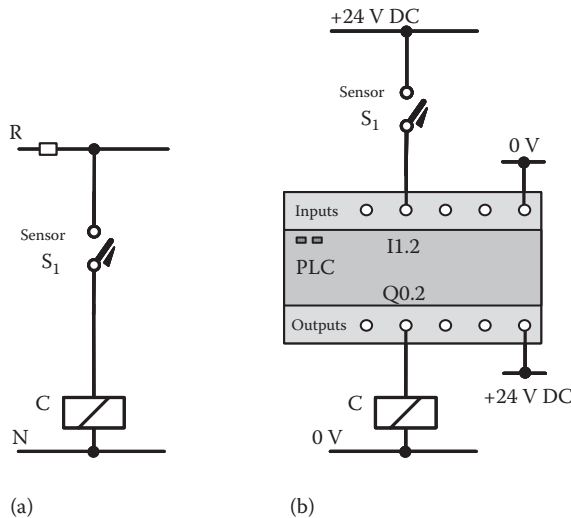 R
Sensor
S1
C
N
(a)
+24 V DC
Sensor
S1
0 V
Inputs
I1.2
PLC
Q0.2
Outputs
+24 V DC
C
0 V
(b)